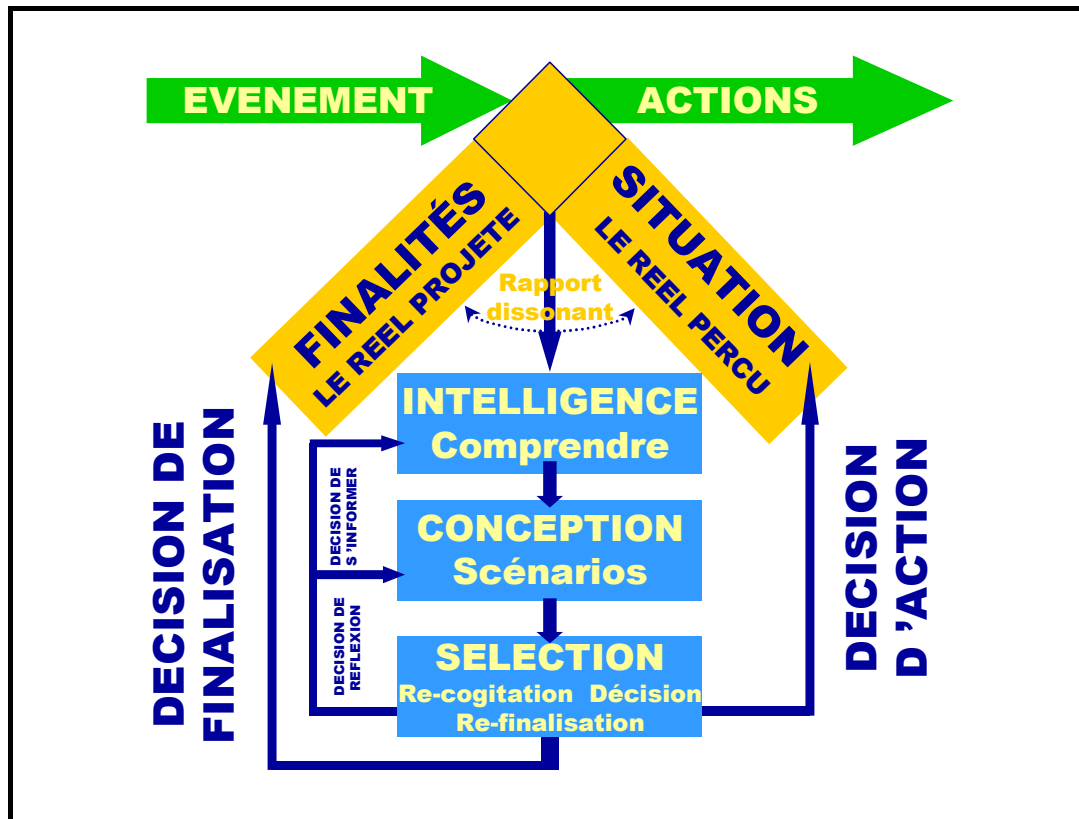 EVENEMENT
ACTIONS
FINALITÉS
LE REEL PROJETE
SITUATION
LE REEL PERCU
Rapport
dissonant
INTELLIGENCE
Comprendre
CONCEPTION
Scénarios
SELECTION
Re-cogitation Décision
Re-finalisation
DECISION DE
S ’INFORMER
DECISION DE
REFLEXION
DECISION DE
FINALISATION
DECISION
D ’ACTION